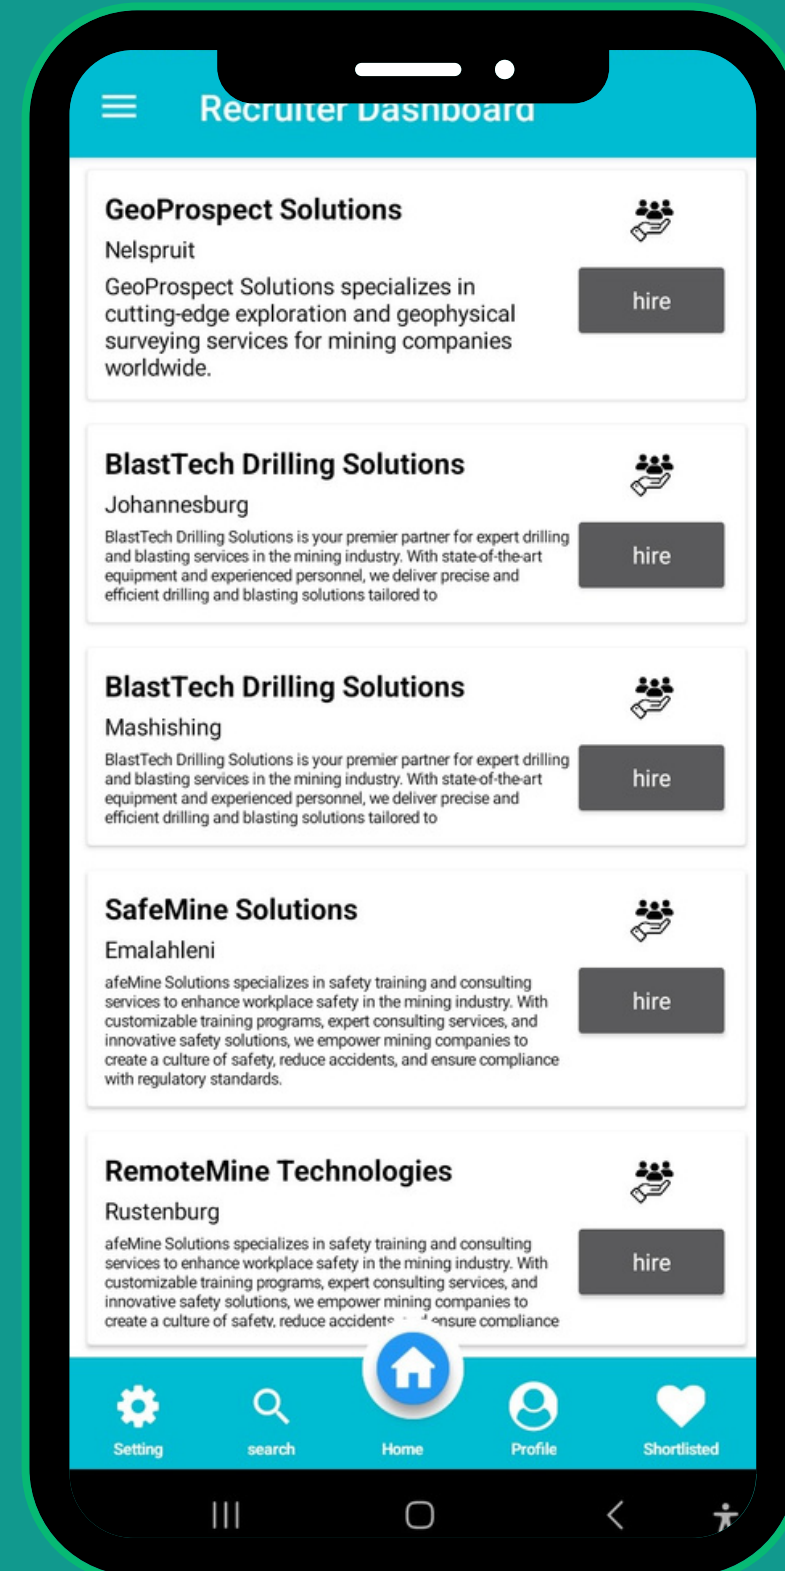 Recruiter Dashboard
GeoProspect Solutions
Nelspruit
GeoProspect Solutions specializes in
cutting-edge exploration and geophysical
surveying services for mining companies
worldwide.
hire
BlastTech Drilling Solutions
Johannesburg
BlastTech Drilling Solutions is your premier partner for expert drilling
and blasting services in the mining industry. With state-of-the-art
equipment and experienced personnel, we deliver precise and
efficient drilling and blasting solutions tailored to
hire
BlastTech Drilling Solutions
Mashishing
BlastTech Drilling Solutions is your premier partner for expert drilling
and blasting services in the mining industry. With state-of-the-art
equipment and experienced personnel, we deliver precise and
efficient drilling and blasting solutions tailored to
hire
SafeMine Solutions
Emalahleni
afeMine Solutions specializes in safety training and consulting
services to enhance workplace safety in the mining industry. With
customizable training programs, expert consulting services, and
innovative safety solutions, we empower mining companies to
create a culture of safety, reduce accidents, and ensure compliance
with regulatory standards.
hire
RemoteMine Technologies
Rustenburg
afeMine Solutions specializes in safety training and consulting
services to enhance workplace safety in the mining industry. With
customizable training programs, expert consulting services, and
innovative safety solutions, we empower mining companies to
create a culture of safety, reduce accidents ensure compliance
hire
Setting
search
Home
Profile
Shortlisted